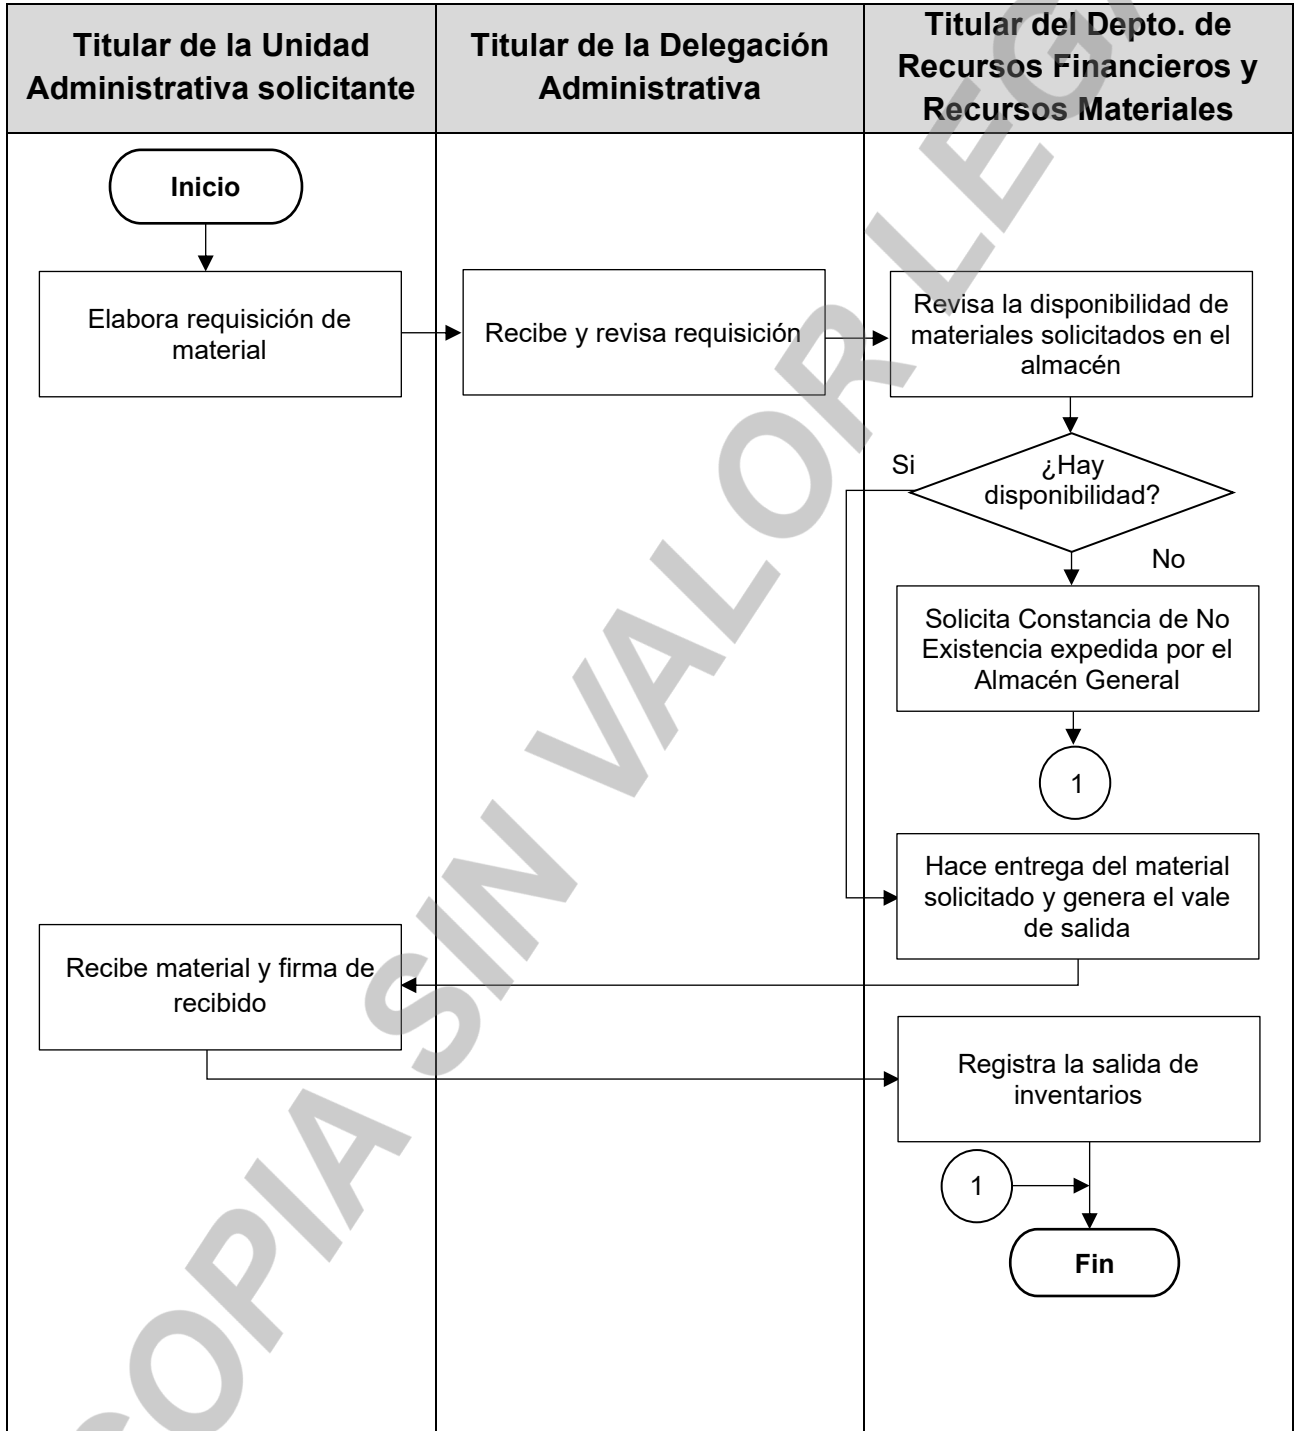 Titular de la Unidad
Administrativa solicitante
Titular de la Delegación
Administrativa
Titular del Depto. de
Recursos Financieros y
Recursos Materiales
Inicio
Elabora requisición de
material
Recibe y revisa requisición
Revisa la disponibilidad de
materiales solicitados en el
almacén
¿Hay
disponibilidad?
Si
No
Solicita Constancia de No
Existencia expedida por el
Almacén General
1
Hace entrega del material
solicitado y genera el vale
de salida
Recibe material y firma de
recibido
Registra la salida de
inventarios
1
Fin
COPIA SIN VALOR LEGA